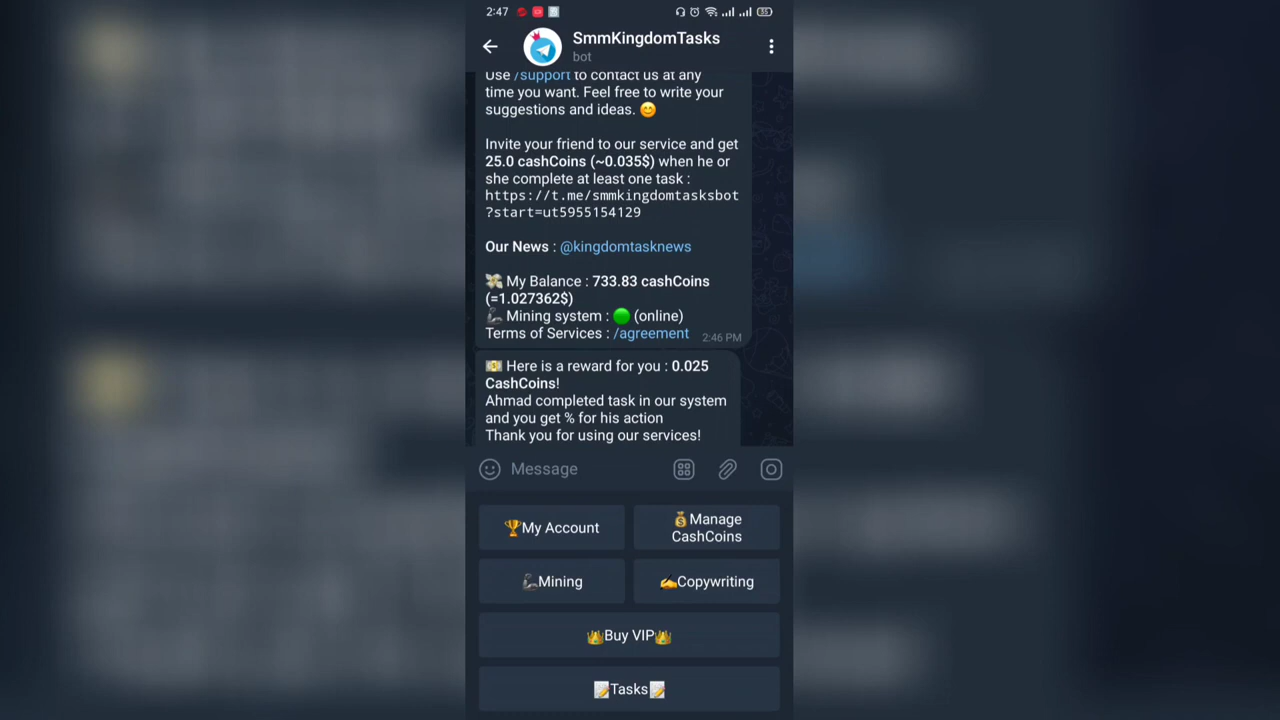 2:47
55
SmmKingdomTasks
bot
Use /support to contact us at any
time you want. Feel free to write your
suggestions and ideas. 😊
Invite your friend to our service and get
25.0 cashCoins (~0.035$) when he or
she complete at least one task :
https://t.me/smmkingdomtasksbot
?start=ut5955154129
Our News : @kingdomtasknews
💸 My Balance : 733.83 cashCoins
(=1.027362$)
🦾 Mining system : 🟢 (online)
Terms of Services : /agreement
2:46 PM
💵 Here is a reward for you : 0.025
CashCoins!
Ahmad completed task in our system
and you get % for his action
Thank you for using our services!
Message
🏆My Account
💰Manage
CashCoins
🦾Mining
✍️Copywriting
👑Buy VIP👑
📝Tasks📝